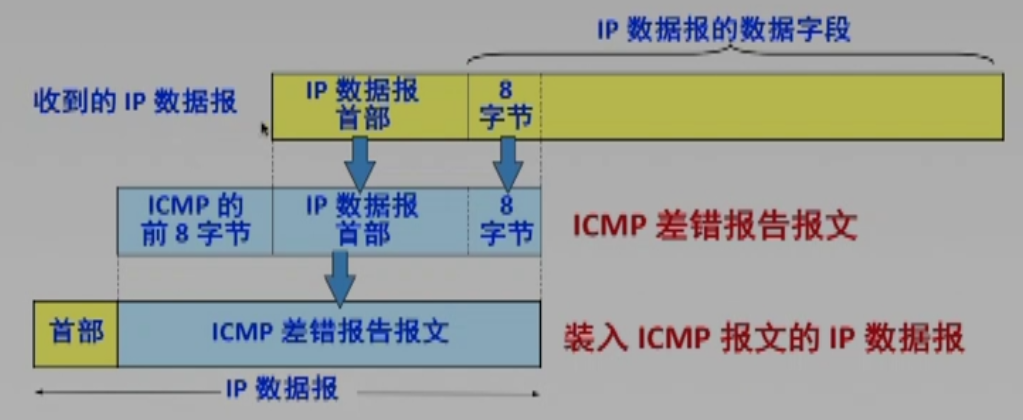 IP 数据报的数据字段
收到的 IP 数据报
IP 数据报
首部
8
字节
ICMP 的
前 8 字节
IP 数据报
首部
8
字节
ICMP 差错报告报文
首部
ICMP 差错报告报文
装入 ICMP 报文的 IP 数据报
IP 数据报